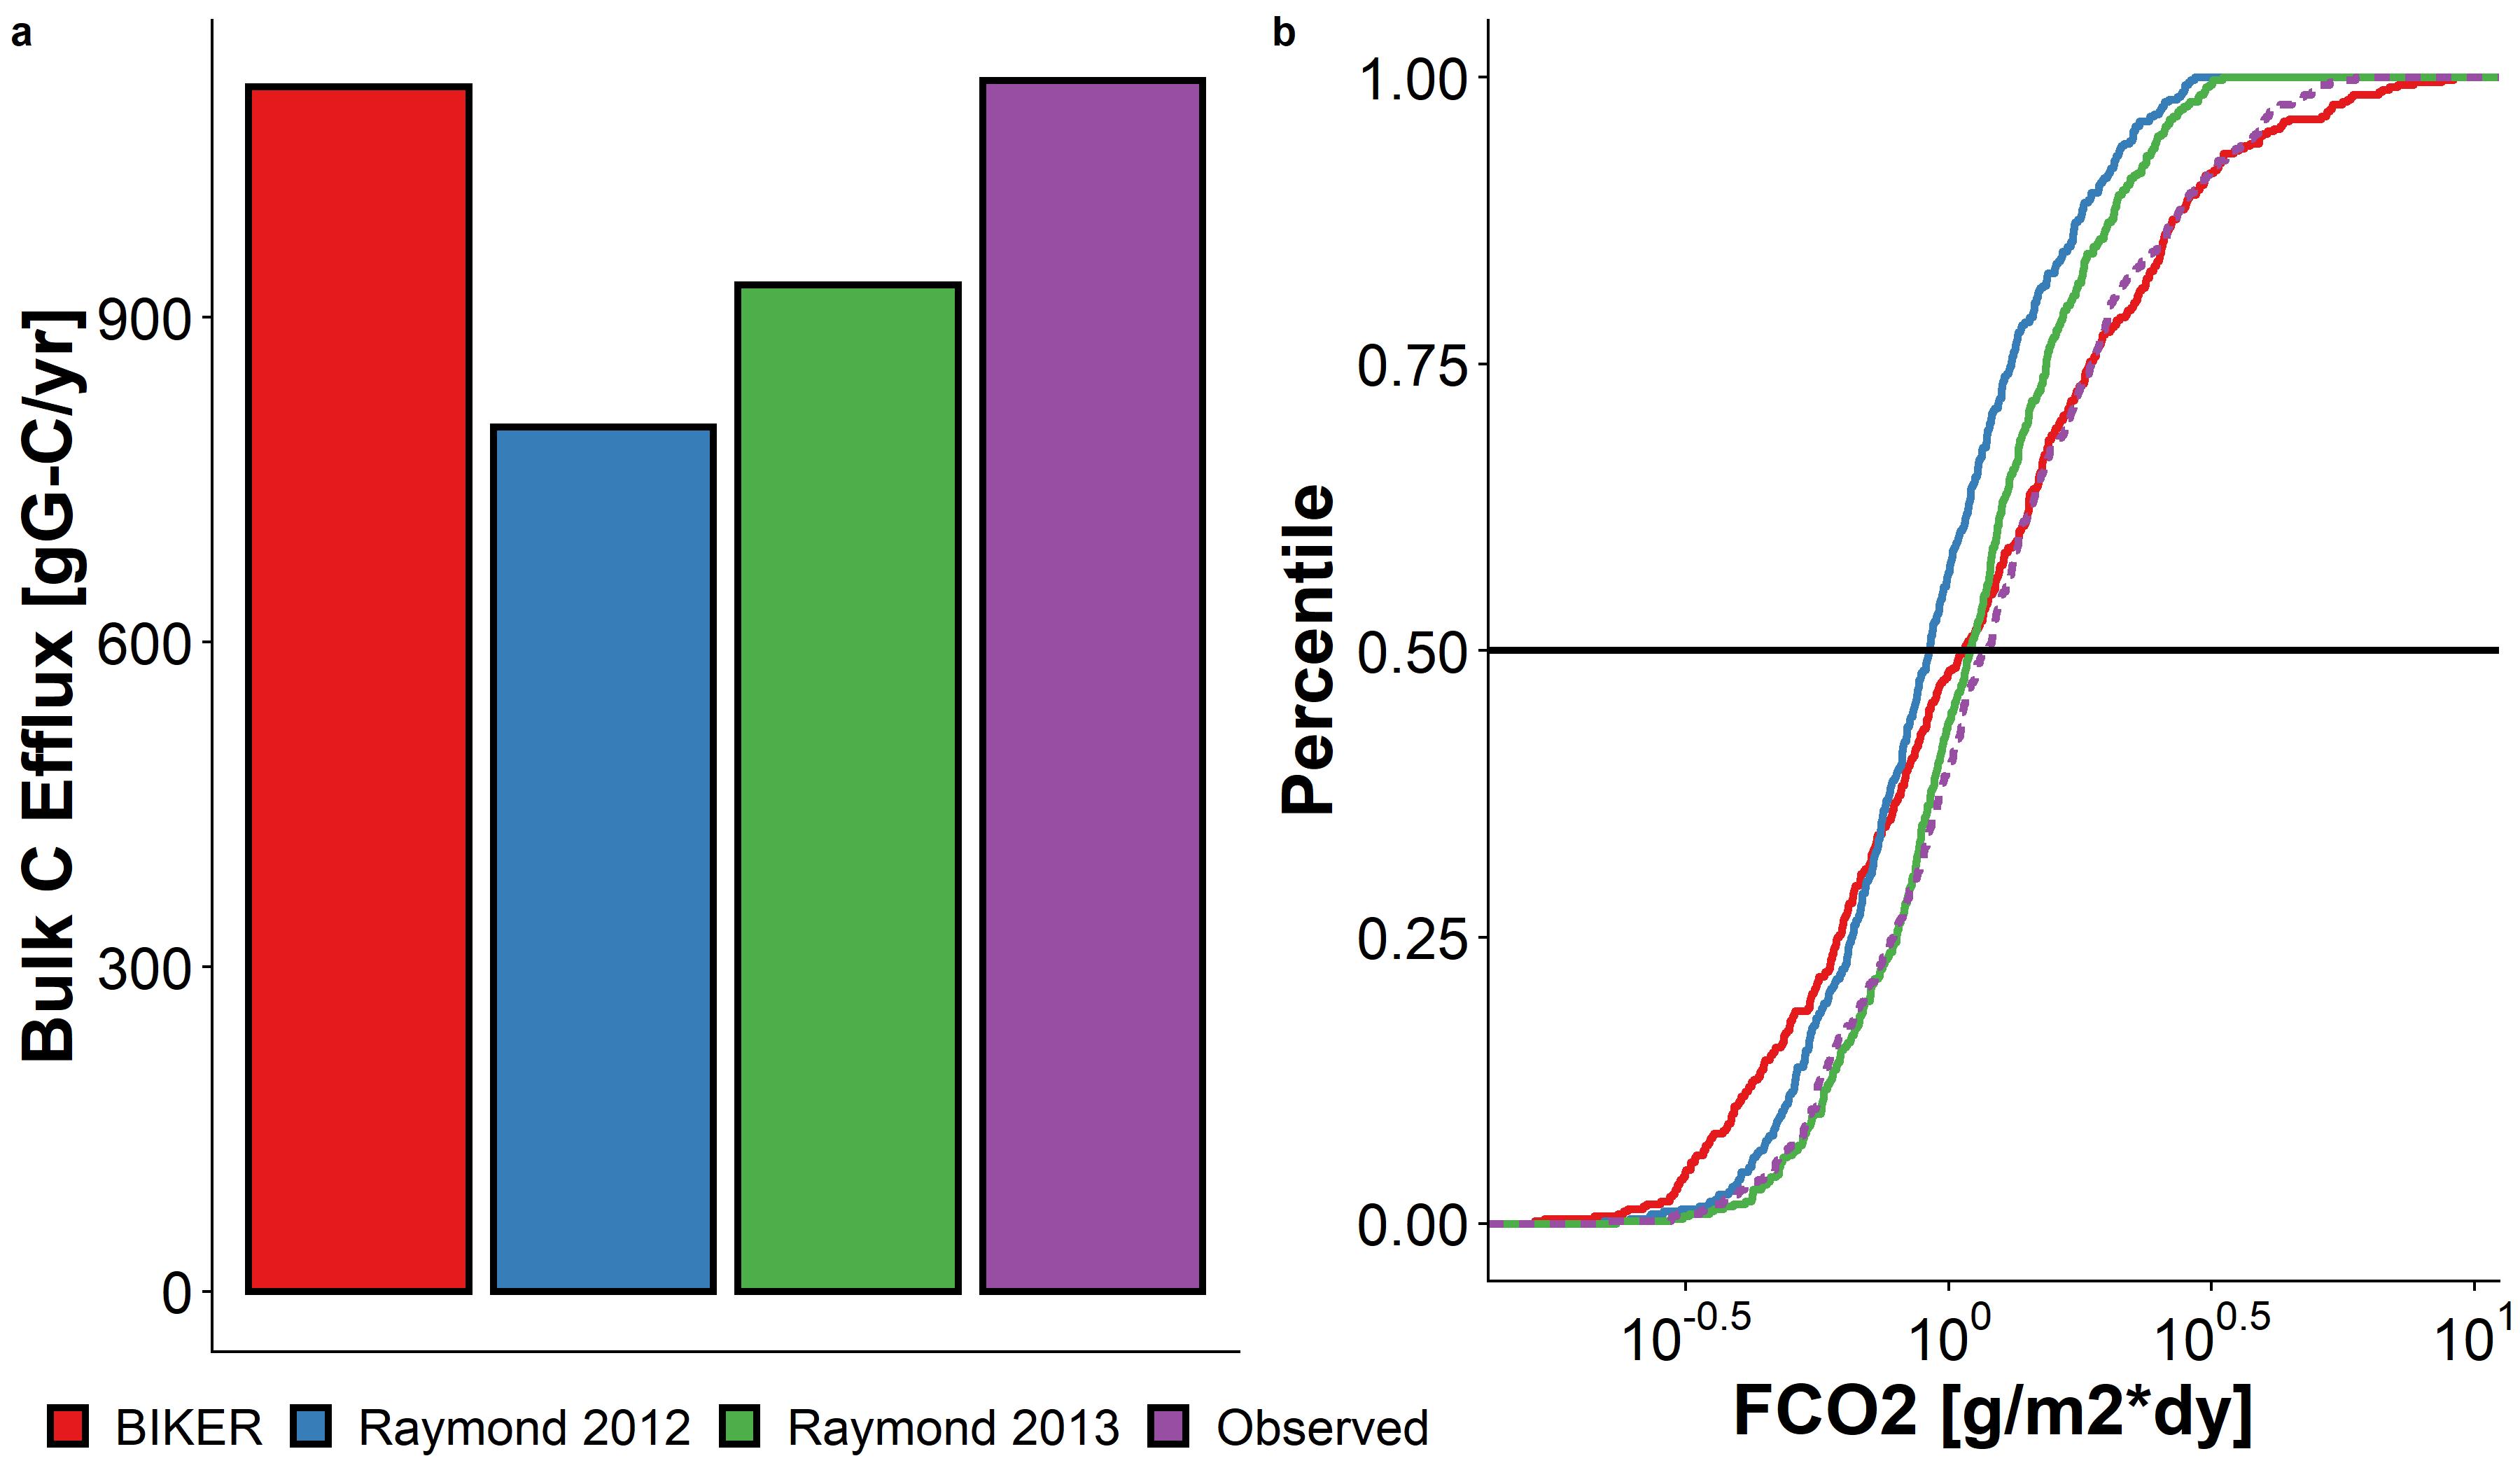 a
Bulk C Efflux [gG-C/yr]
900
600
300
0
b
Percentile
1.00
0.75
0.50
0.25
0.00
10^-0.5 10^0 10^0.5 10^1
FCO2 [g/m2*dy]
BIKER Raymond 2012 Raymond 2013 Observed